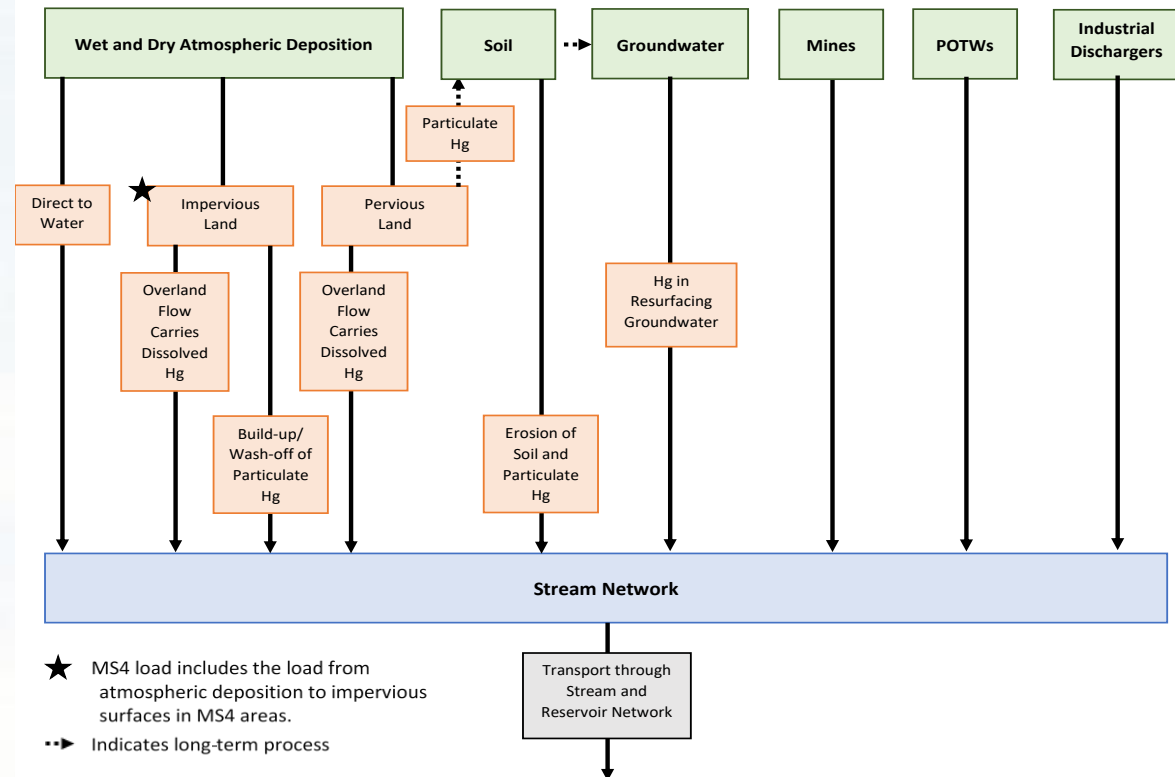 Wet and Dry Atmospheric Deposition
Soil
Groundwater
Mines
POTWs
Industrial
Dischargers
Particulate
Hg
Direct to
Water
Impervious
Land
Pervious
Land
Overland
Flow
Carries
Dissolved
Hg
Overland
Flow
Carries
Dissolved
Hg
Hg in
Resurfacing
Groundwater
Build-up/
Wash-off of
Particulate
Hg
Erosion of
Soil and
Particulate
Hg
Stream Network
Transport through
Stream and
Reservoir Network
MS4 load includes the load from
atmospheric deposition to impervious
surfaces in MS4 areas.
Indicates long-term process